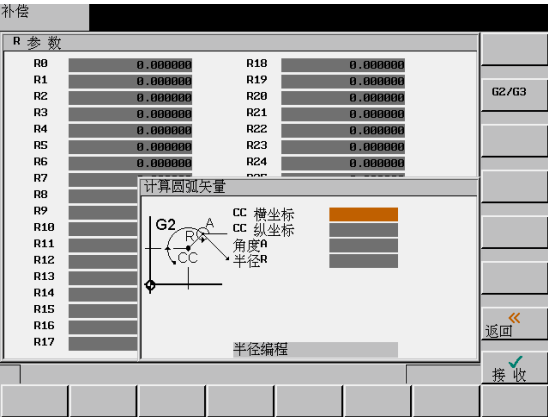 补偿
R 参 数
R0 0.000000 R18 0.000000
R1 0.000000 R19 0.000000
R2 0.000000 R20 0.000000
R3 0.000000 R21 0.000000
R4 0.000000 R22 0.000000
R5 0.000000 R23 0.000000
R6 0.000000 R24 0.000000
R7
R8
R9
R10
R11
R12
R13
R14
R15
R16
R17
计算圆弧矢量
G2 A
R
CC
CC 横坐标
CC 纵坐标
角度A
半径R
半径编程
G2/G3
返回
接 收